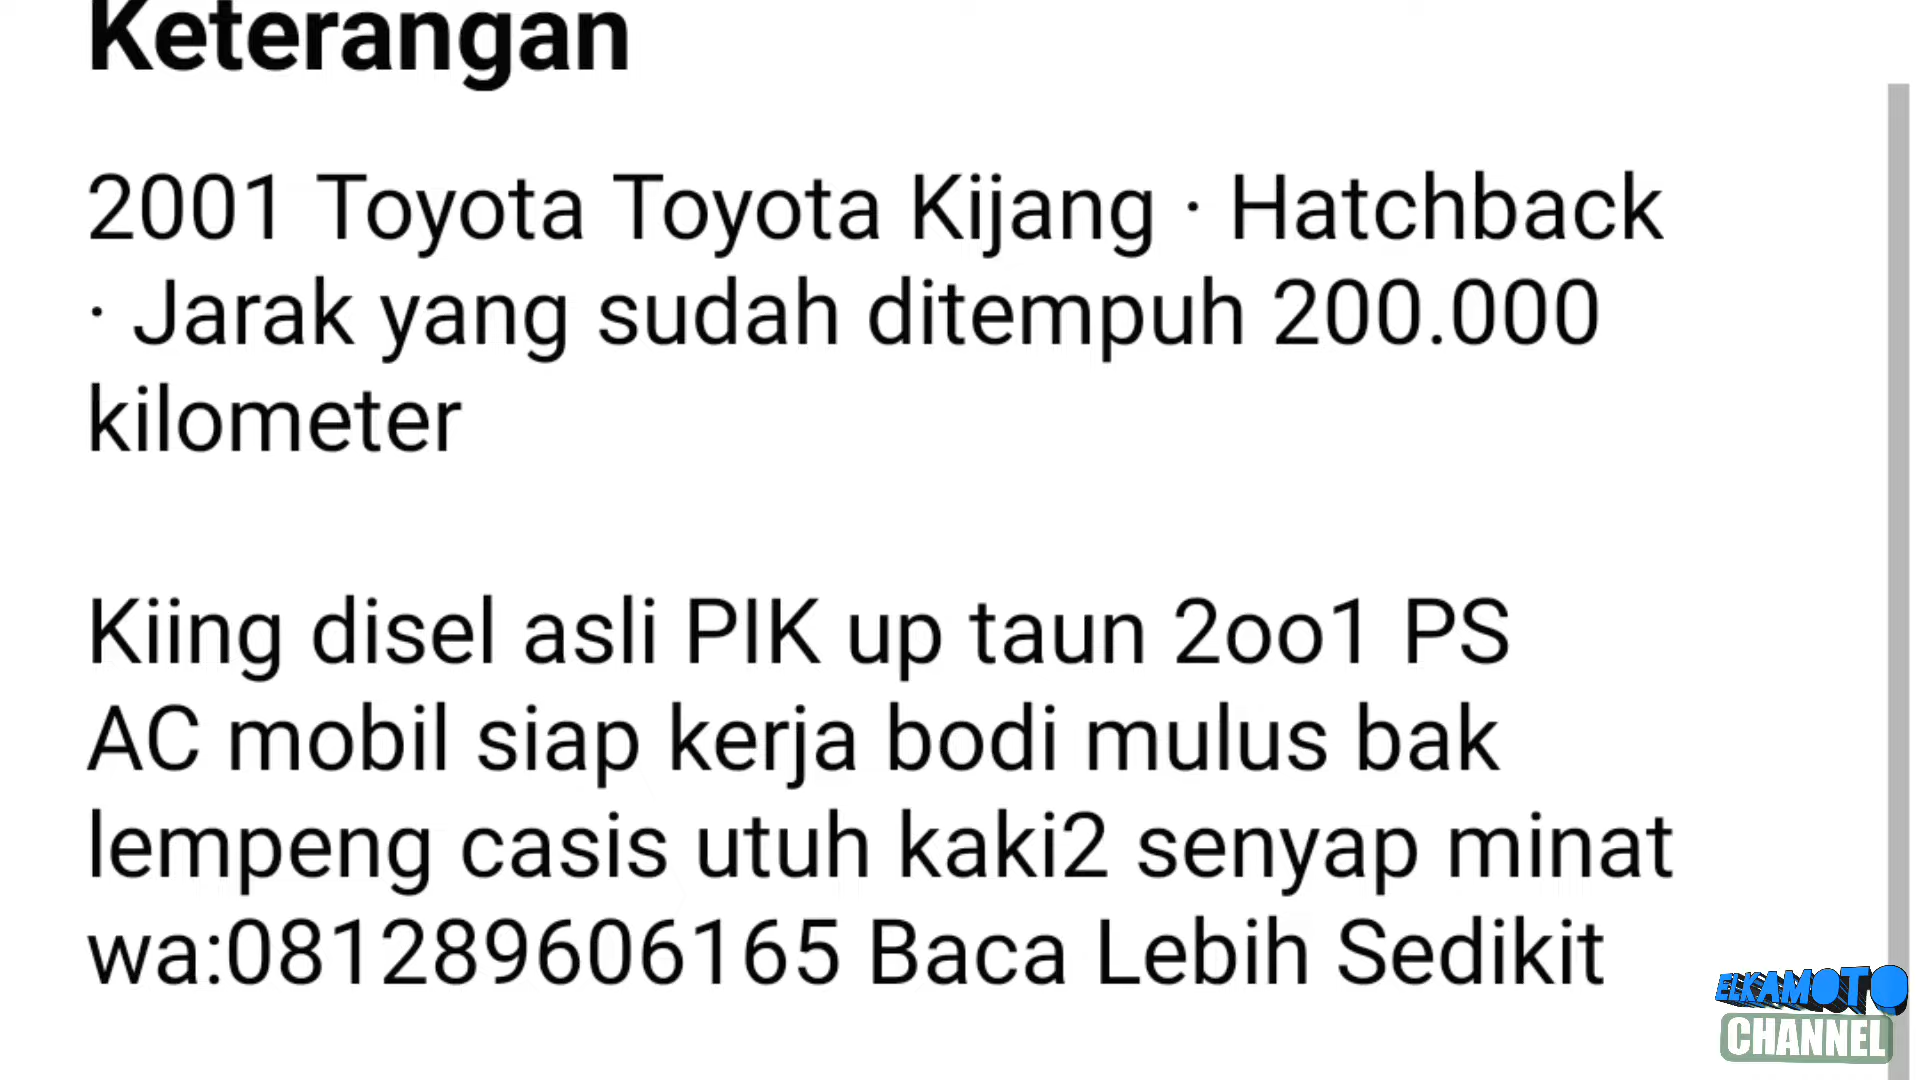 Keterangan
2001 Toyota Toyota Kijang · Hatchback
· Jarak yang sudah ditempuh 200.000
kilometer
Kiing disel asli PIK up taun 2oo1 PS
AC mobil siap kerja bodi mulus bak
lempeng casis utuh kaki2 senyap minat
wa:081289606165 Baca Lebih Sedikit
ELKAMOTO
CHANNEL